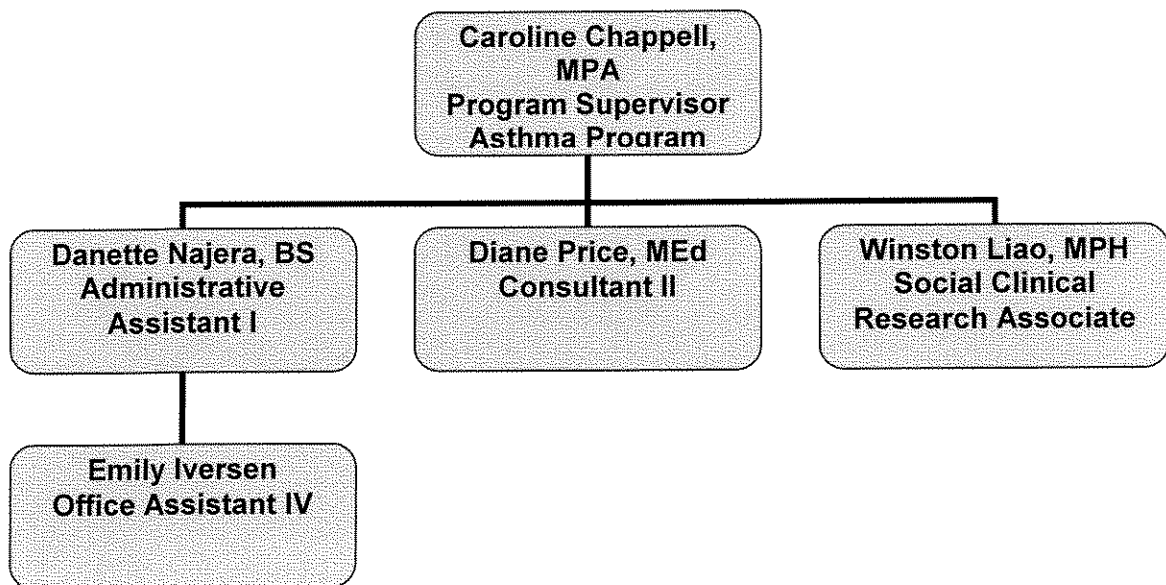 Caroline Chappell,
MPA
Program Supervisor
Asthma Program
Danette Najera, BS
Administrative
Assistant I
Diane Price, MEd
Consultant II
Winston Liao, MPH
Social Clinical
Research Associate
Emily Iversen
Office Assistant IV